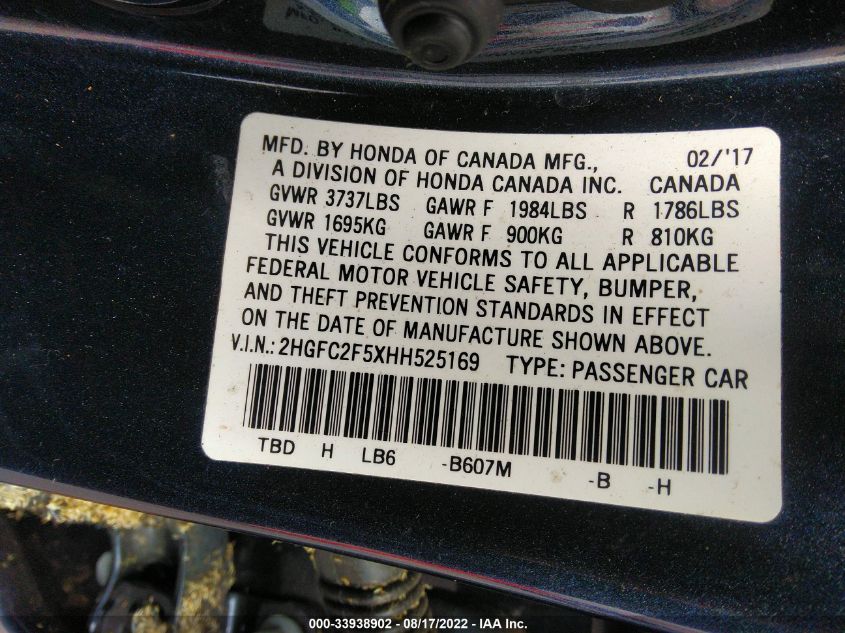 MFD. BY HONDA OF CANADA MFG., 02/'17
A DIVISION OF HONDA CANADA INC. CANADA
GVWR 3737LBS GAWR F 1984LBS R 1786LBS
GVWR 1695KG GAWR F 900KG R 810KG
THIS VEHICLE CONFORMS TO ALL APPLICABLE
FEDERAL MOTOR VEHICLE SAFETY, BUMPER,
AND THEFT PREVENTION STANDARDS IN EFFECT
ON THE DATE OF MANUFACTURE SHOWN ABOVE.
V.I.N.: 2HGFC2F5XHH525169 TYPE: PASSENGER CAR
TBD H LB6 -B607M -B -H
000-33938902 - 08/17/2022 - IAA Inc.